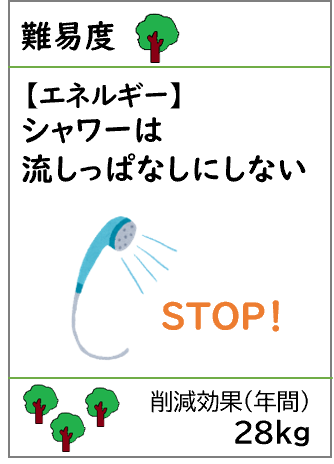 難易度
【エネルギー】
シャワーは
流しっぱなしにしない
STOP!
削減効果(年間)
28kg